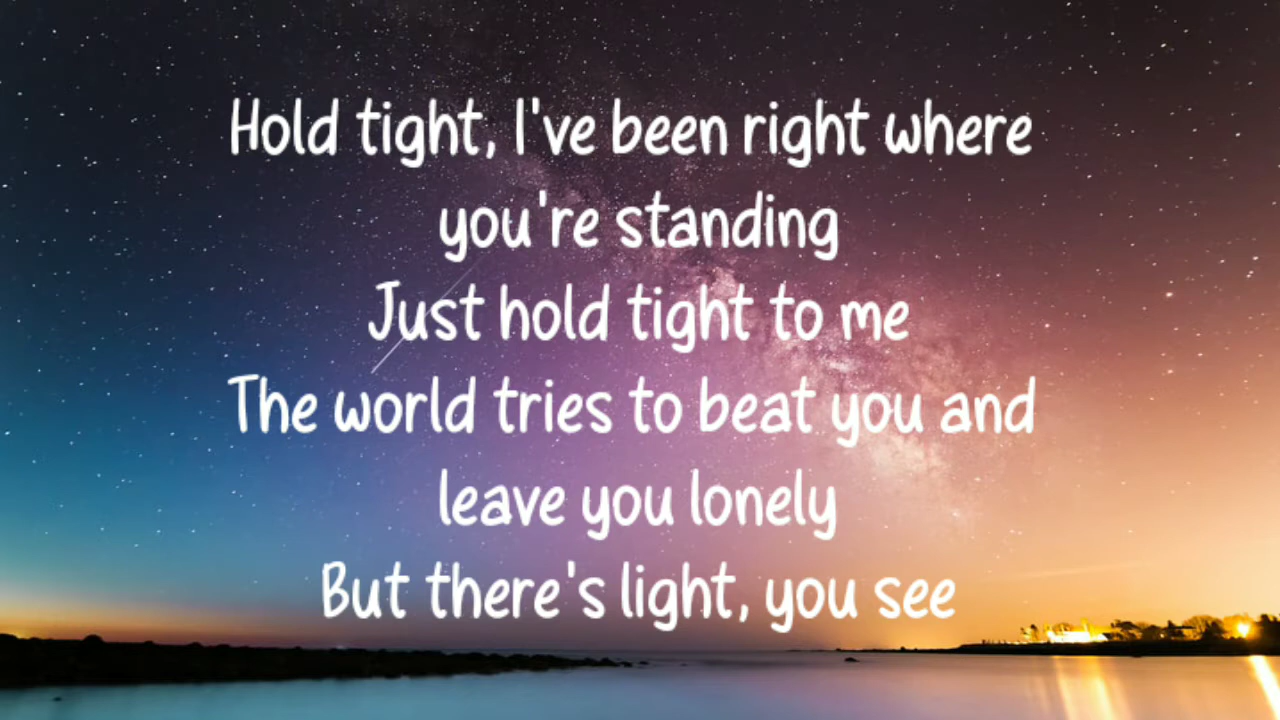 Hold tight, I've been right where
you're standing
Just hold tight to me
The world tries to beat you and
leave you lonely
But there's light, you see